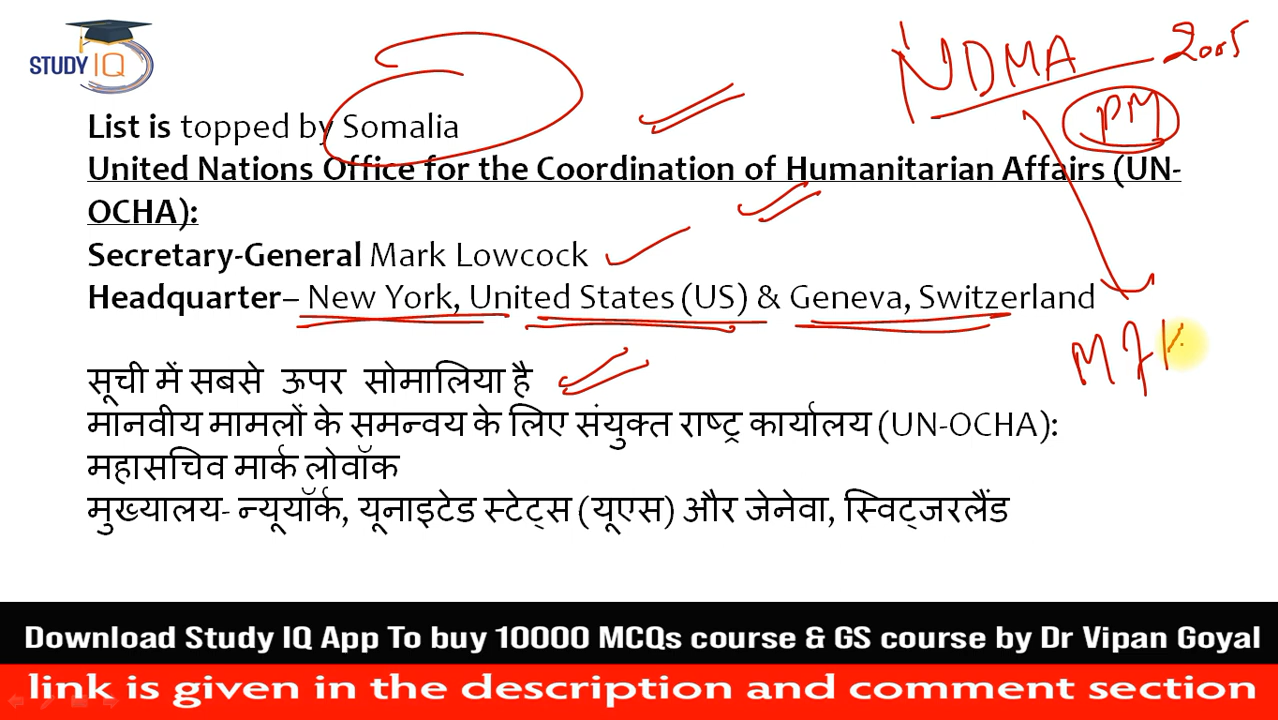 STUDY IQ
NDMA 2005
PM
List is topped by Somalia
United Nations Office for the Coordination of Humanitarian Affairs (UN-
OCHA):
Secretary-General Mark Lowcock
Headquarter– New York, United States (US) & Geneva, Switzerland
सूची में सबसे ऊपर सोमालिया है
मानवीय मामलों के समन्वय के लिए संयुक्त राष्ट्र कार्यालय (UN-OCHA):
महासचिव मार्क लोवॉक
मुख्यालय- न्यूयॉर्क, यूनाइटेड स्टेट्स (यूएस) और जेनेवा, स्विट्जरलैंड
Download Study IQ App To buy 10000 MCQs course & GS course by Dr Vipan Goyal
link is given in the description and comment section